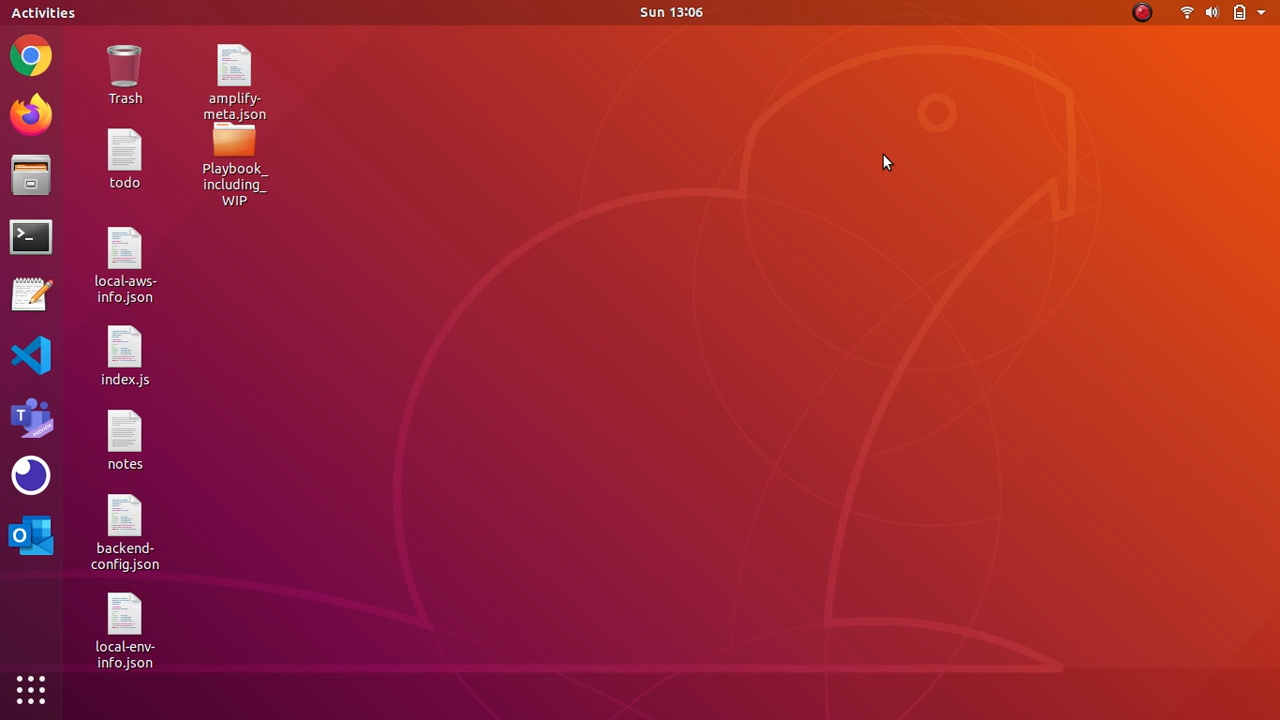 Activities
Sun 13:06
Trash
amplify-
meta.json
todo
Playbook_
including_
WIP
local-aws-
info.json
index.js
notes
backend-
config.json
local-env-
info.json